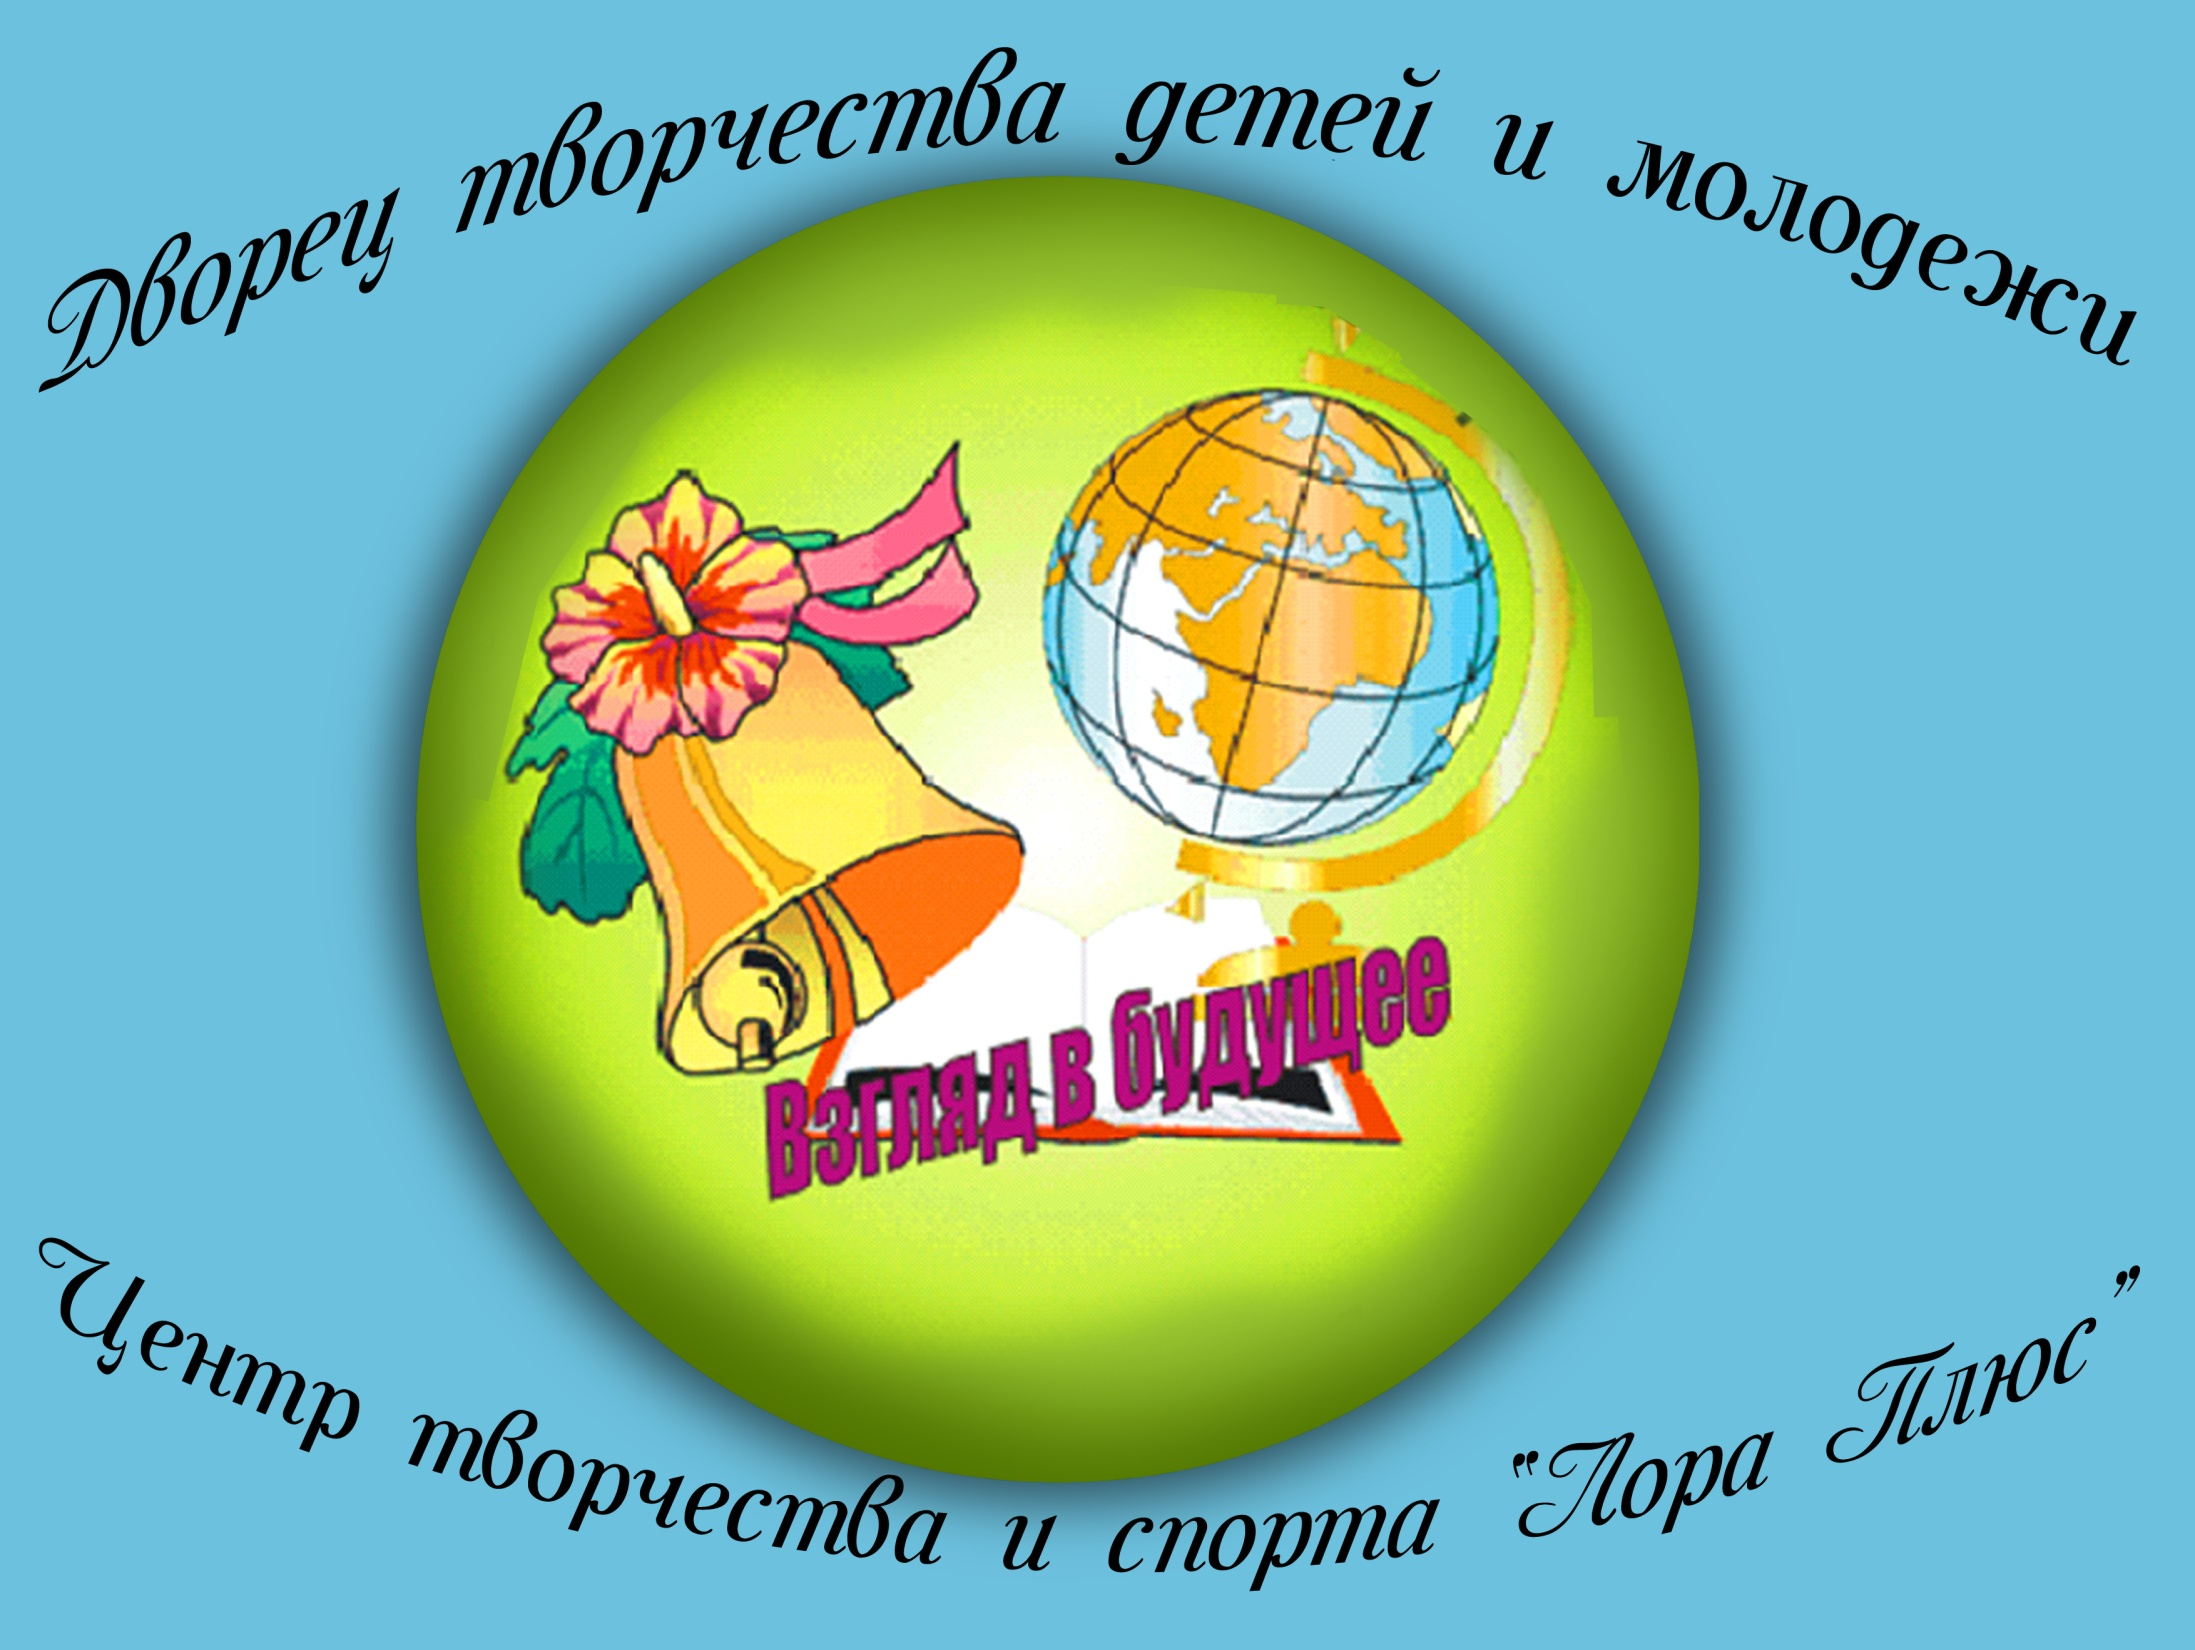 Дворец творчества детей и молодежи
Взгляд в будущее
Центр творчества и спорта "Лора Плюс”